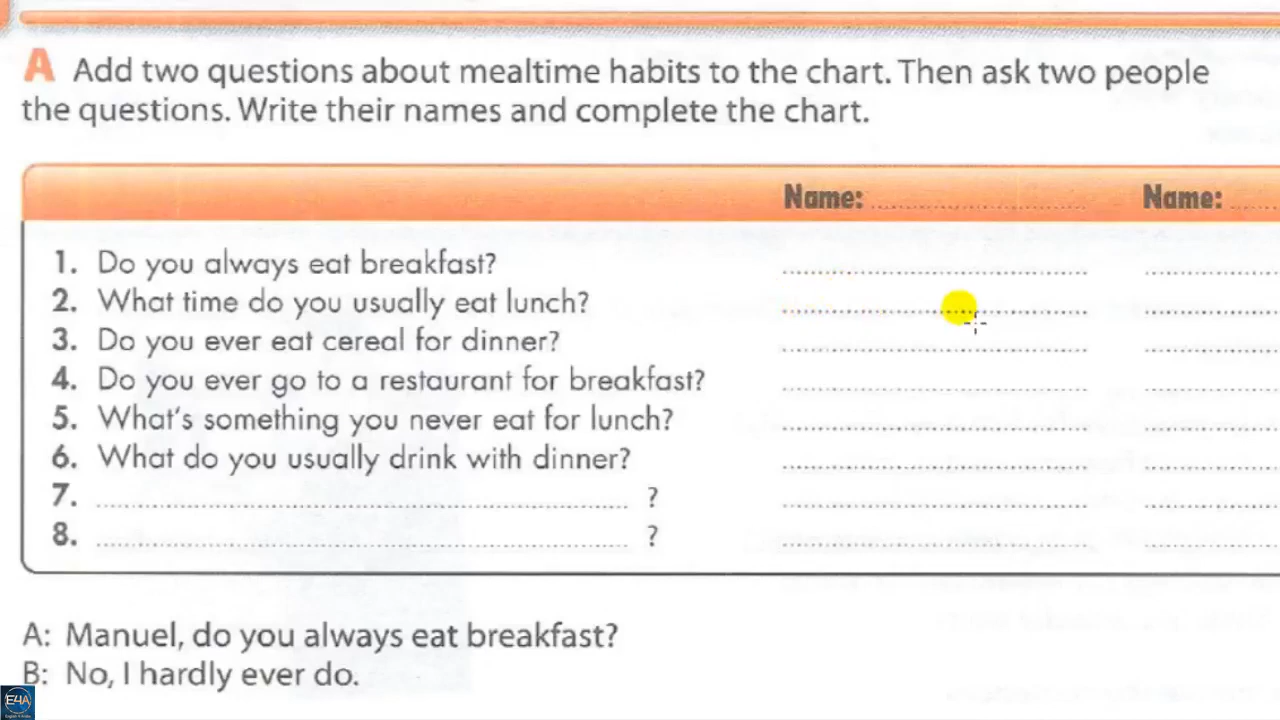 A Add two questions about mealtime habits to the chart. Then ask two people
the questions. Write their names and complete the chart.
Name: Name:
1. Do you always eat breakfast?
2. What time do you usually eat lunch?
3. Do you ever eat cereal for dinner?
4. Do you ever go to a restaurant for breakfast?
5. What's something you never eat for lunch?
6. What do you usually drink with dinner?
7. ?
8. ?
A: Manuel, do you always eat breakfast?
B: No, I hardly ever do.
E4A